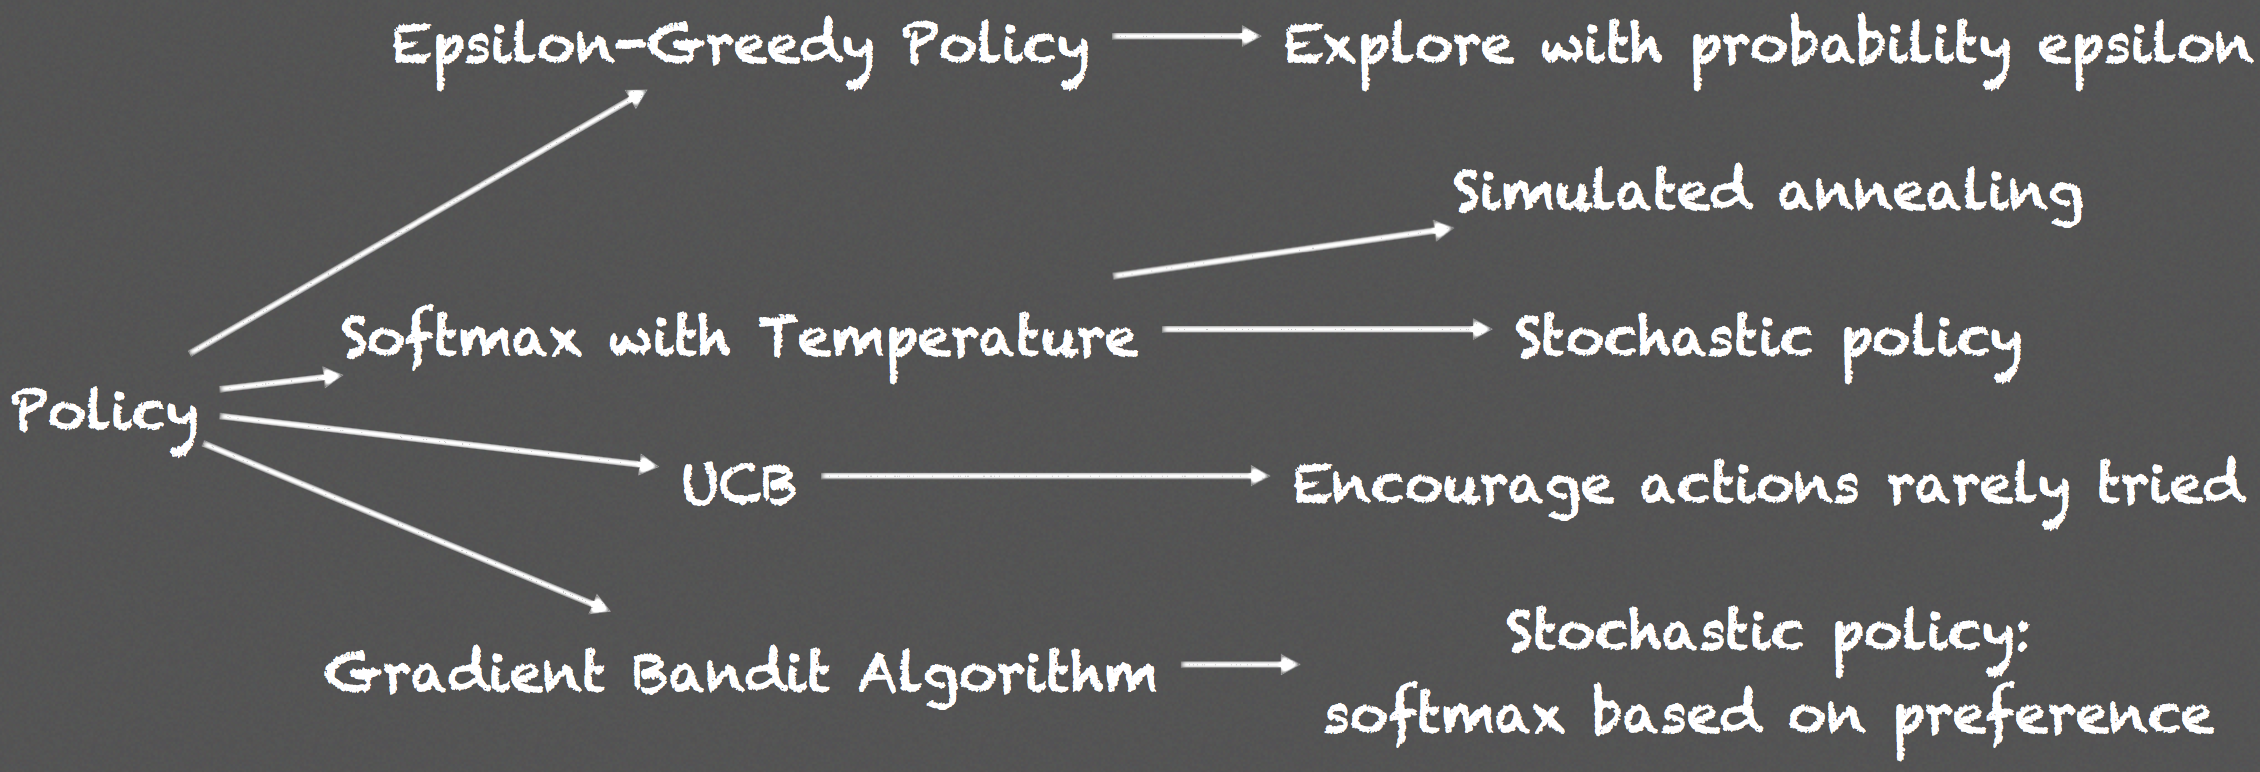 Epsilon-Greedy Policy
Explore with probability epsilon
Simulated annealing
Softmax with Temperature
Stochastic policy
Policy
UCB
Encourage actions rarely tried
Gradient Bandit Algorithm
Stochastic policy:
softmax based on preference